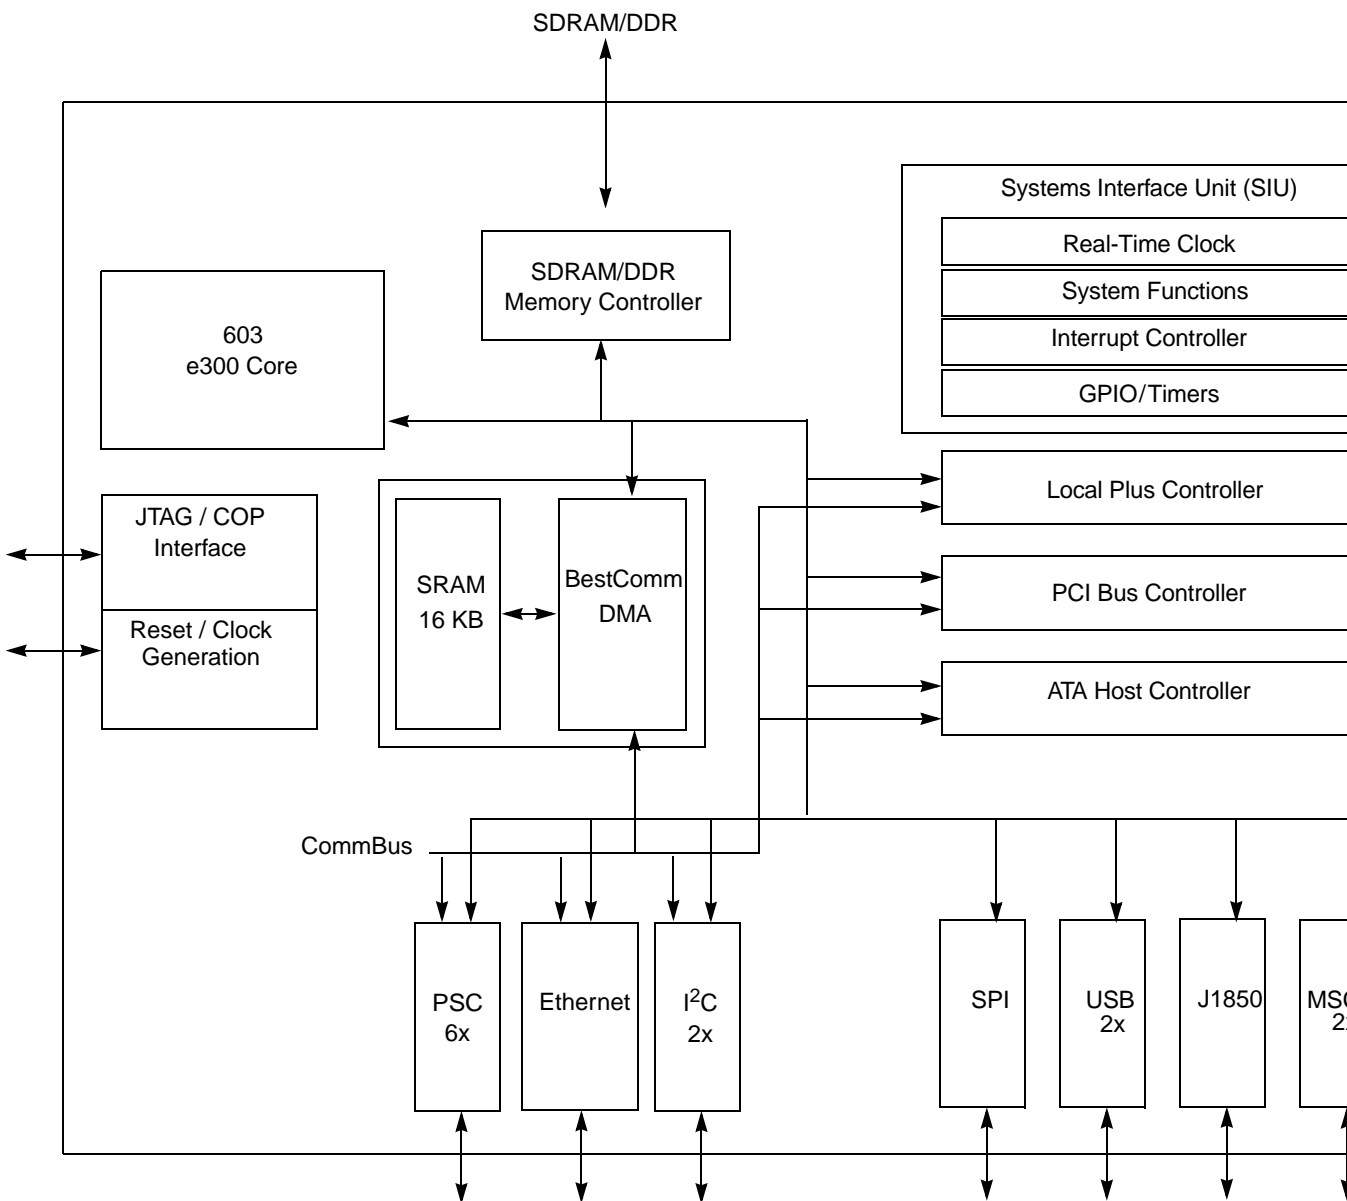 SDRAM/DDR
Systems Interface Unit (SIU)
Real-Time Clock
System Functions
Interrupt Controller
GPIO/Timers
SDRAM/DDR
Memory Controller
603
e300 Core
Local Plus Controller
JTAG / COP
Interface
SRAM
16 KB
BestComm
DMA
PCI Bus Controller
Reset / Clock
Generation
ATA Host Controller
CommBus
PSC
6x
Ethernet
I²C
2x
SPI
USB
2x
J1850